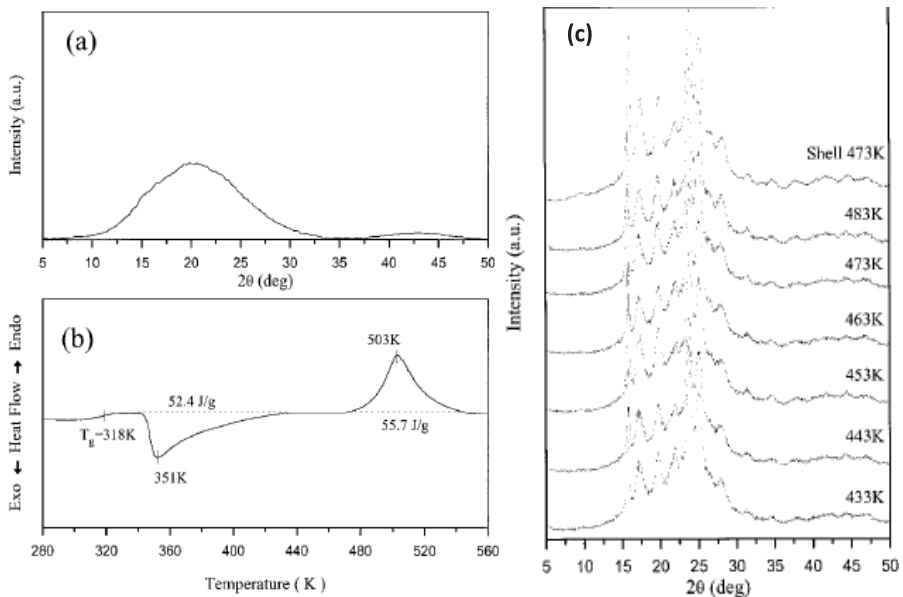 (a)
Intensity (a.u.)
5 10 15 20 25 30 35 40 45 50
2θ (deg)
(b)
Exo ← Heat Flow → Endo
503K
52.4 J/g
55.7 J/g
Tg=318K
351K
280 320 360 400 440 480 520 560
Temperature ( K )
(c)
Intensity (a.u.)
Shell 473K
483K
473K
463K
453K
443K
433K
5 10 15 20 25 30 35 40 45 50
2θ (deg)